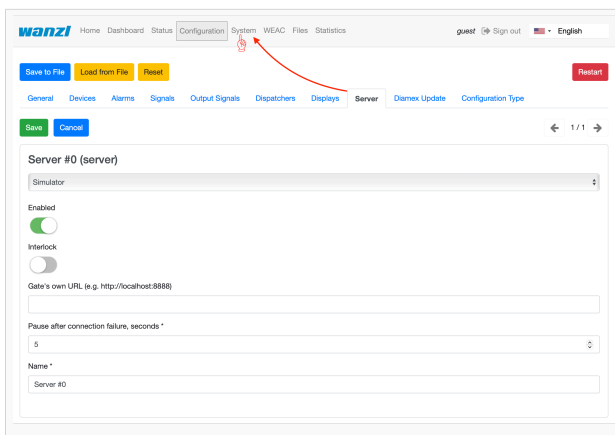 wanzl Home Dashboard Status Configuration System WEAC Files Statistics guest Sign out English
Save to File Load from File Reset Restart
General Devices Alarms Signals Output Signals Dispatchers Displays Server Diamex Update Configuration Type
Save Cancel 1 / 1
Server #0 (server)
Simulator
Enabled
Interlock
Gate's own URL (e.g. http://localhost:8888)
Pause after connection failure, seconds *
5
Name *
Server #0